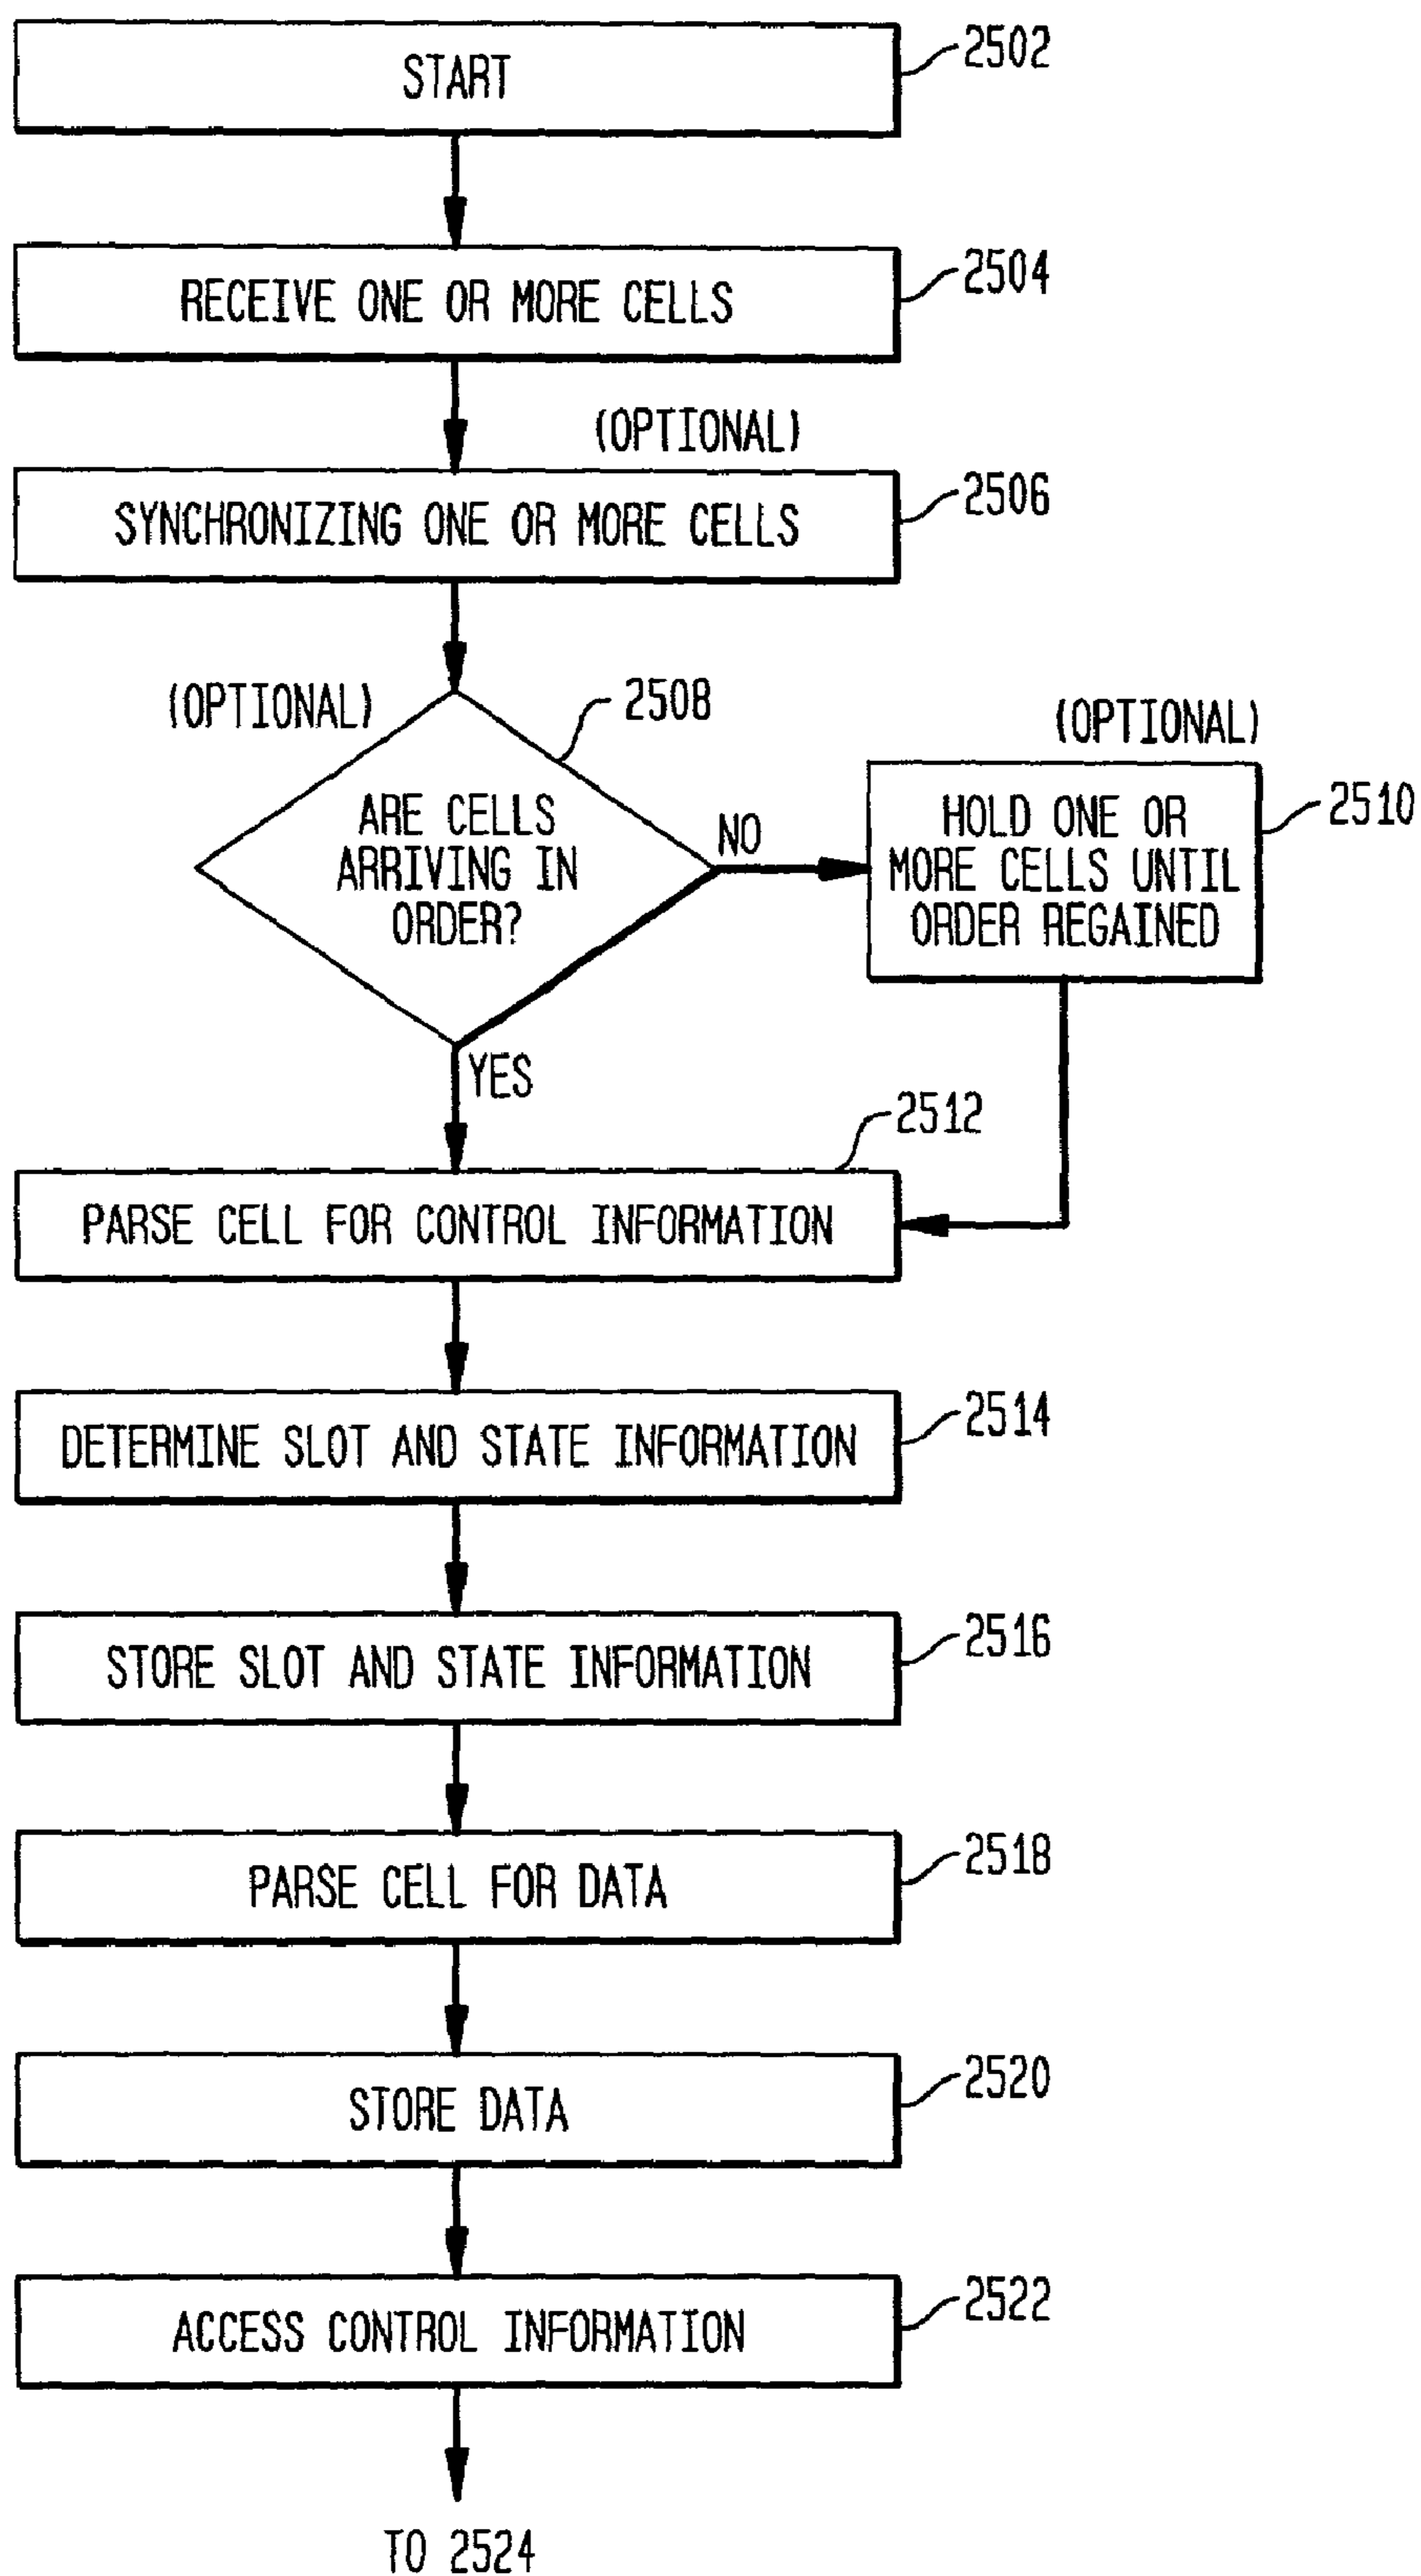 START
2502
RECEIVE ONE OR MORE CELLS
2504
(OPTIONAL)
SYNCHRONIZING ONE OR MORE CELLS
2506
(OPTIONAL)
2508
ARE CELLS
ARRIVING IN
ORDER?
NO
(OPTIONAL)
HOLD ONE OR
MORE CELLS UNTIL
ORDER REGAINED
2510
YES
2512
PARSE CELL FOR CONTROL INFORMATION
DETERMINE SLOT AND STATE INFORMATION
2514
STORE SLOT AND STATE INFORMATION
2516
PARSE CELL FOR DATA
2518
STORE DATA
2520
ACCESS CONTROL INFORMATION
2522
TO 2524